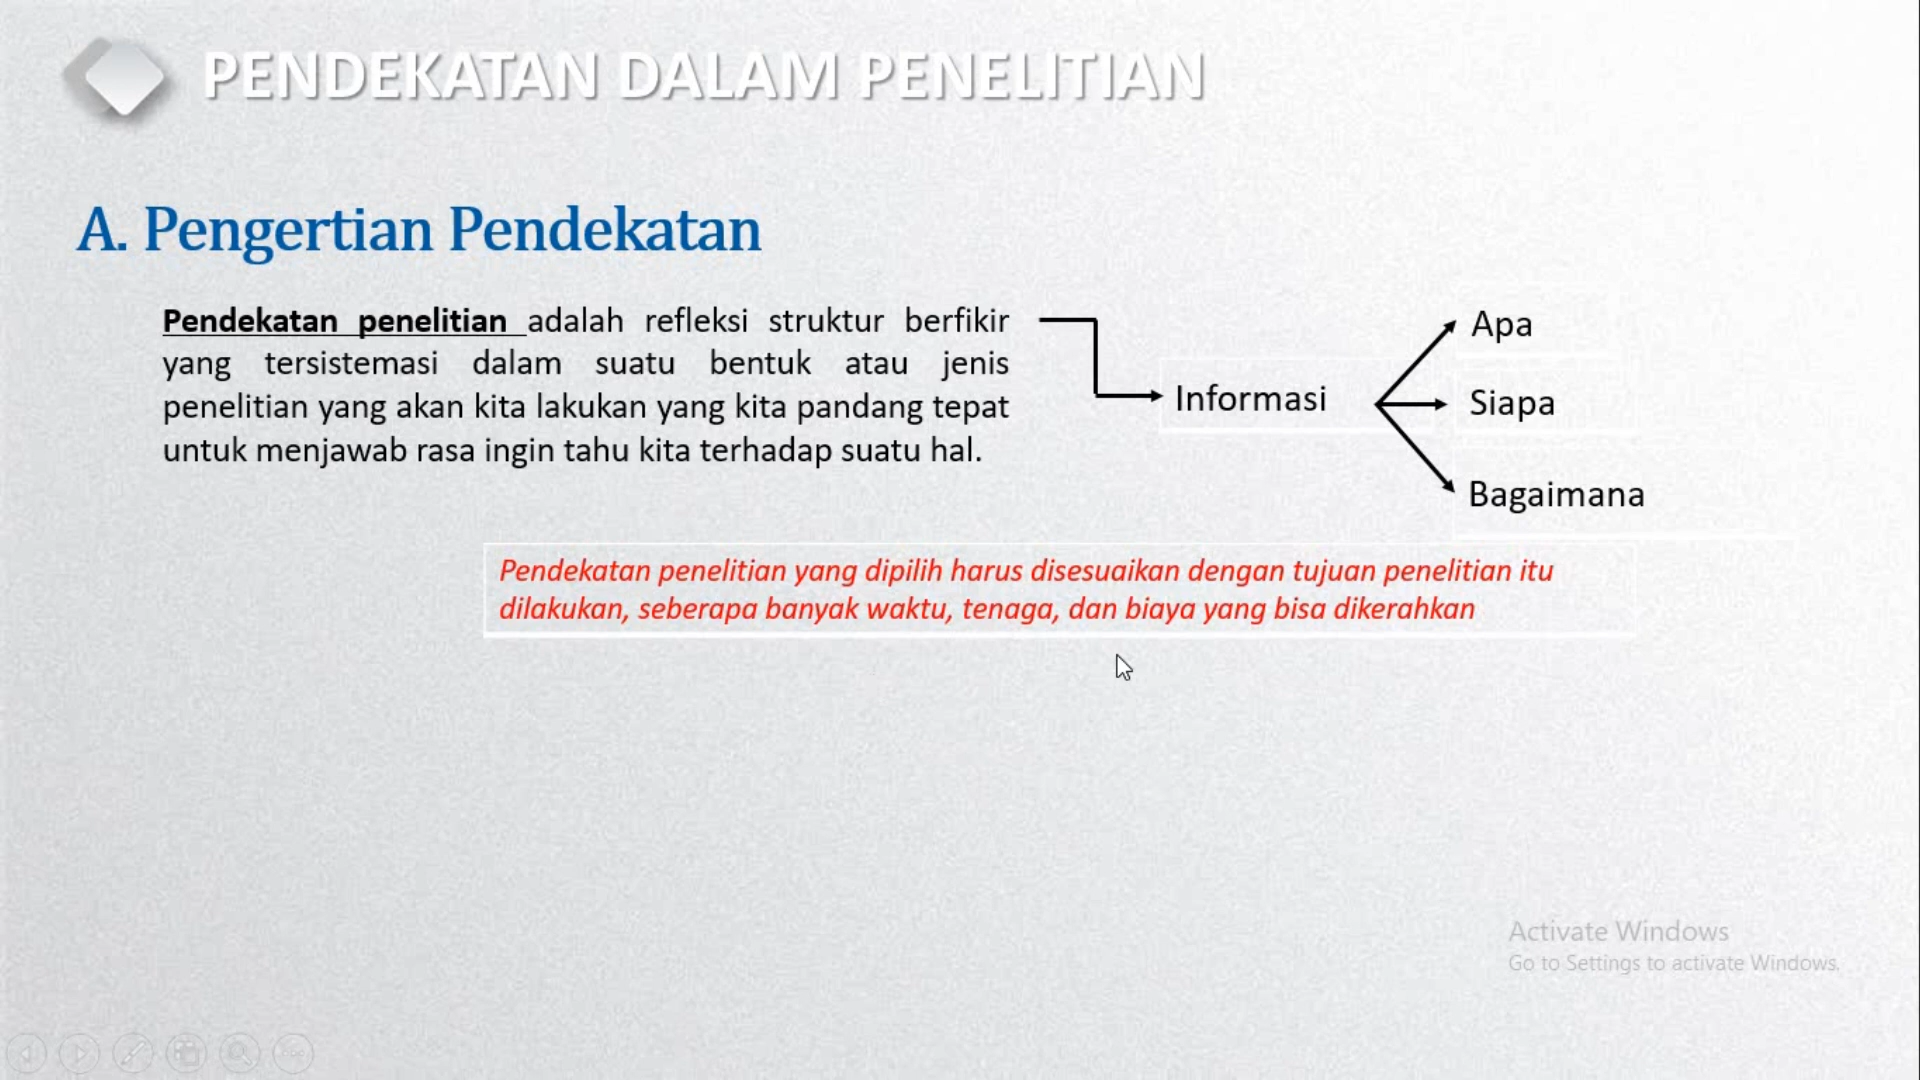 PENDEKATAN DALAM PENELITIAN
A. Pengertian Pendekatan
Pendekatan penelitian adalah refleksi struktur berfikir
yang tersistemasi dalam suatu bentuk atau jenis
penelitian yang akan kita lakukan yang kita pandang tepat
untuk menjawab rasa ingin tahu kita terhadap suatu hal.
Informasi
Apa
Siapa
Bagaimana
Pendekatan penelitian yang dipilih harus disesuaikan dengan tujuan penelitian itu
dilakukan, seberapa banyak waktu, tenaga, dan biaya yang bisa dikerahkan
Activate Windows
Go to Settings to activate Windows.